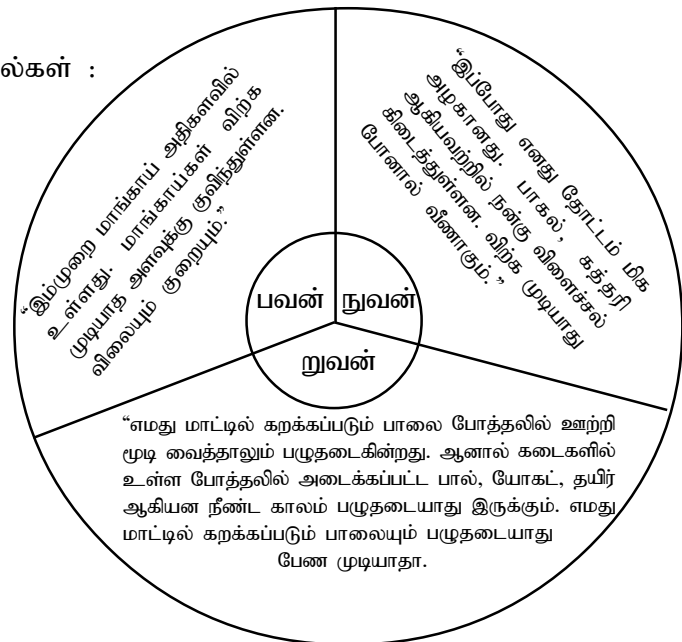 ல்கள் :
“இம்முறை மாங்காய் அதிகளவில்
உள்ளது. மாங்காய்கள் விற்க
முடியாத அளவுக்கு குவிந்துள்ளன.
விலையும் குறையும்.”
“இப்போது எனது தோட்டம் மிக
அழகானது. பாகல், கத்தரி
ஆகியவற்றில் நன்கு விளைச்சல்
கிடைத்துள்ளன. விற்க முடியாது
போனால் வீணாகும்.”
பவன்
நுவன்
றுவன்
“எமது மாட்டில் கறக்கப்படும் பாலை போத்தலில் ஊற்றி
மூடி வைத்தாலும் பழுதடைகின்றது. ஆனால் கடைகளில்
உள்ள போத்தலில் அடைக்கப்பட்ட பால், யோகட், தயிர்
ஆகியன நீண்ட காலம் பழுதடையாது இருக்கும். எமது
மாட்டில் கறக்கப்படும் பாலையும் பழுதடையாது
பேண முடியாதா.